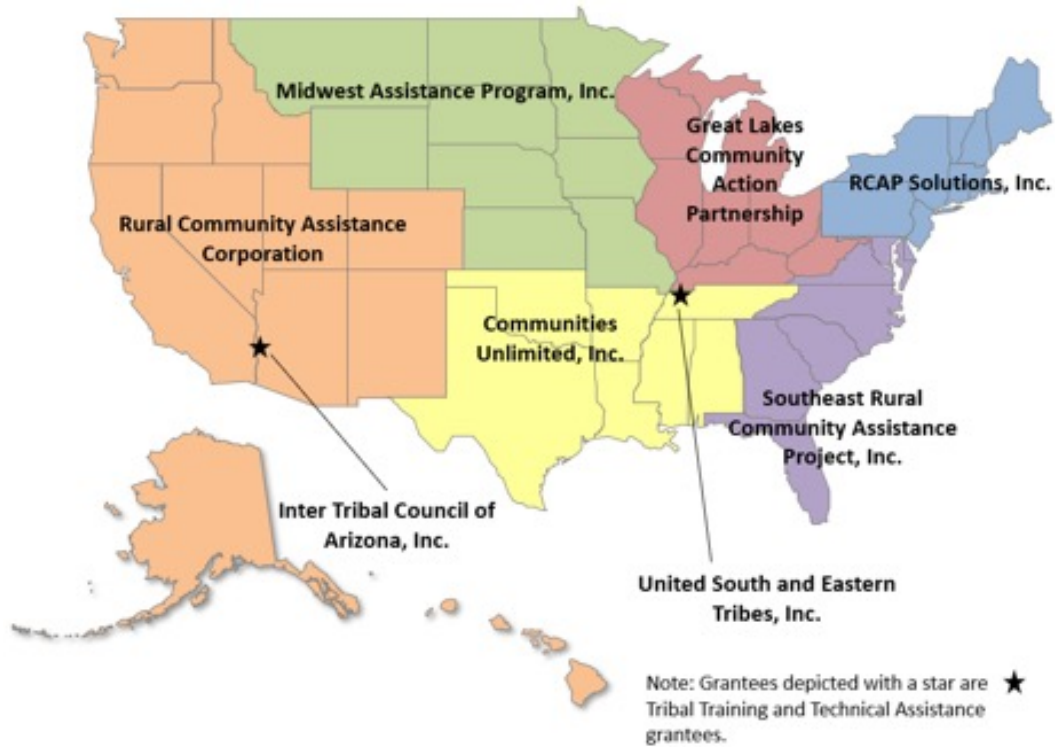 Midwest Assistance Program, Inc.
Great Lakes
Community
Action
Partnership
RCAP Solutions, Inc.
Rural Community Assistance
Corporation
Communities
Unlimited, Inc.
Southeast Rural
Community Assistance
Project, Inc.
Inter Tribal Council of
Arizona, Inc.
United South and Eastern
Tribes, Inc.
Note: Grantees depicted with a star are
Tribal Training and Technical Assistance
grantees.